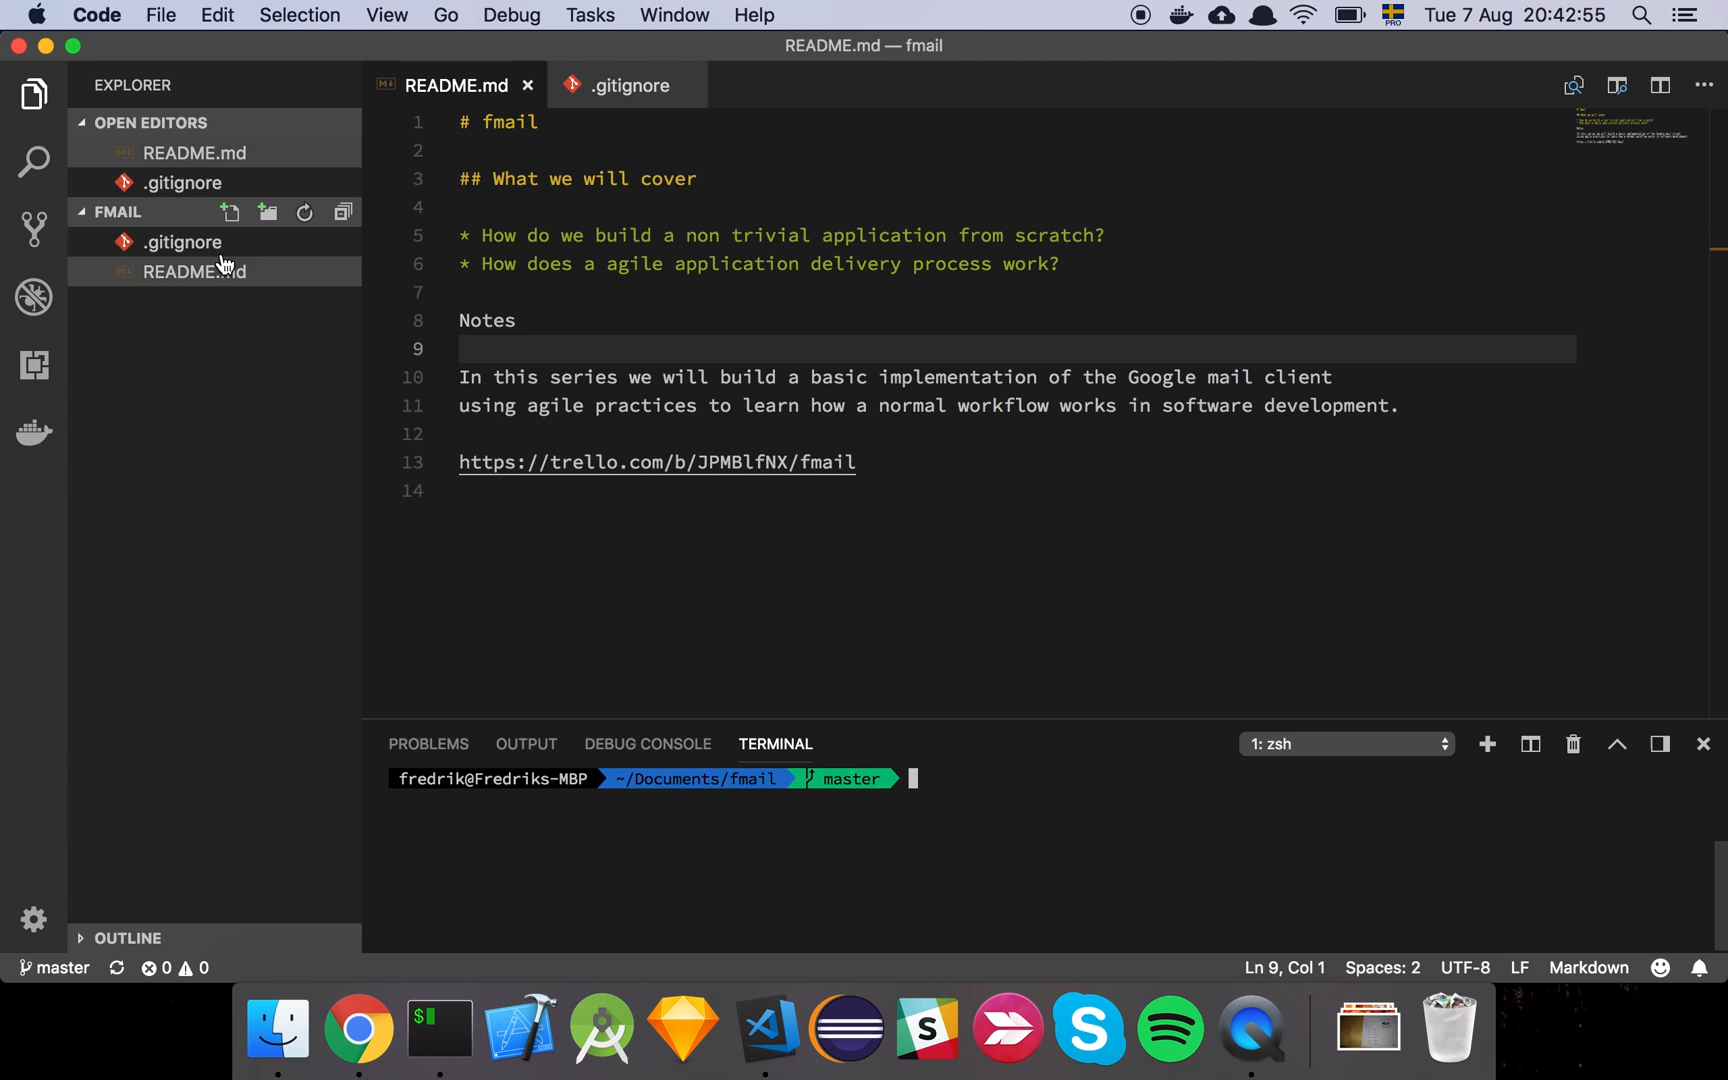 Code File Edit Selection View Go Debug Tasks Window Help
PRO
Tue 7 Aug 20:42:55
README.md — fmail
EXPLORER
OPEN EDITORS
README.md
.gitignore
FMAIL
.gitignore
README.md
OUTLINE
README.md
.gitignore
1 # fmail
2
3 ## What we will cover
4
5 * How do we build a non trivial application from scratch?
6 * How does a agile application delivery process work?
7
8 Notes
9
10 In this series we will build a basic implementation of the Google mail client
11 using agile practices to learn how a normal workflow works in software development.
12
13 https://trello.com/b/JPMBlfNX/fmail
14
PROBLEMS OUTPUT DEBUG CONSOLE TERMINAL
1: zsh
fredrik@Fredriks-MBP ~/Documents/fmail master
master 0 0
Ln 9, Col 1 Spaces: 2 UTF-8 LF Markdown
$
S
S